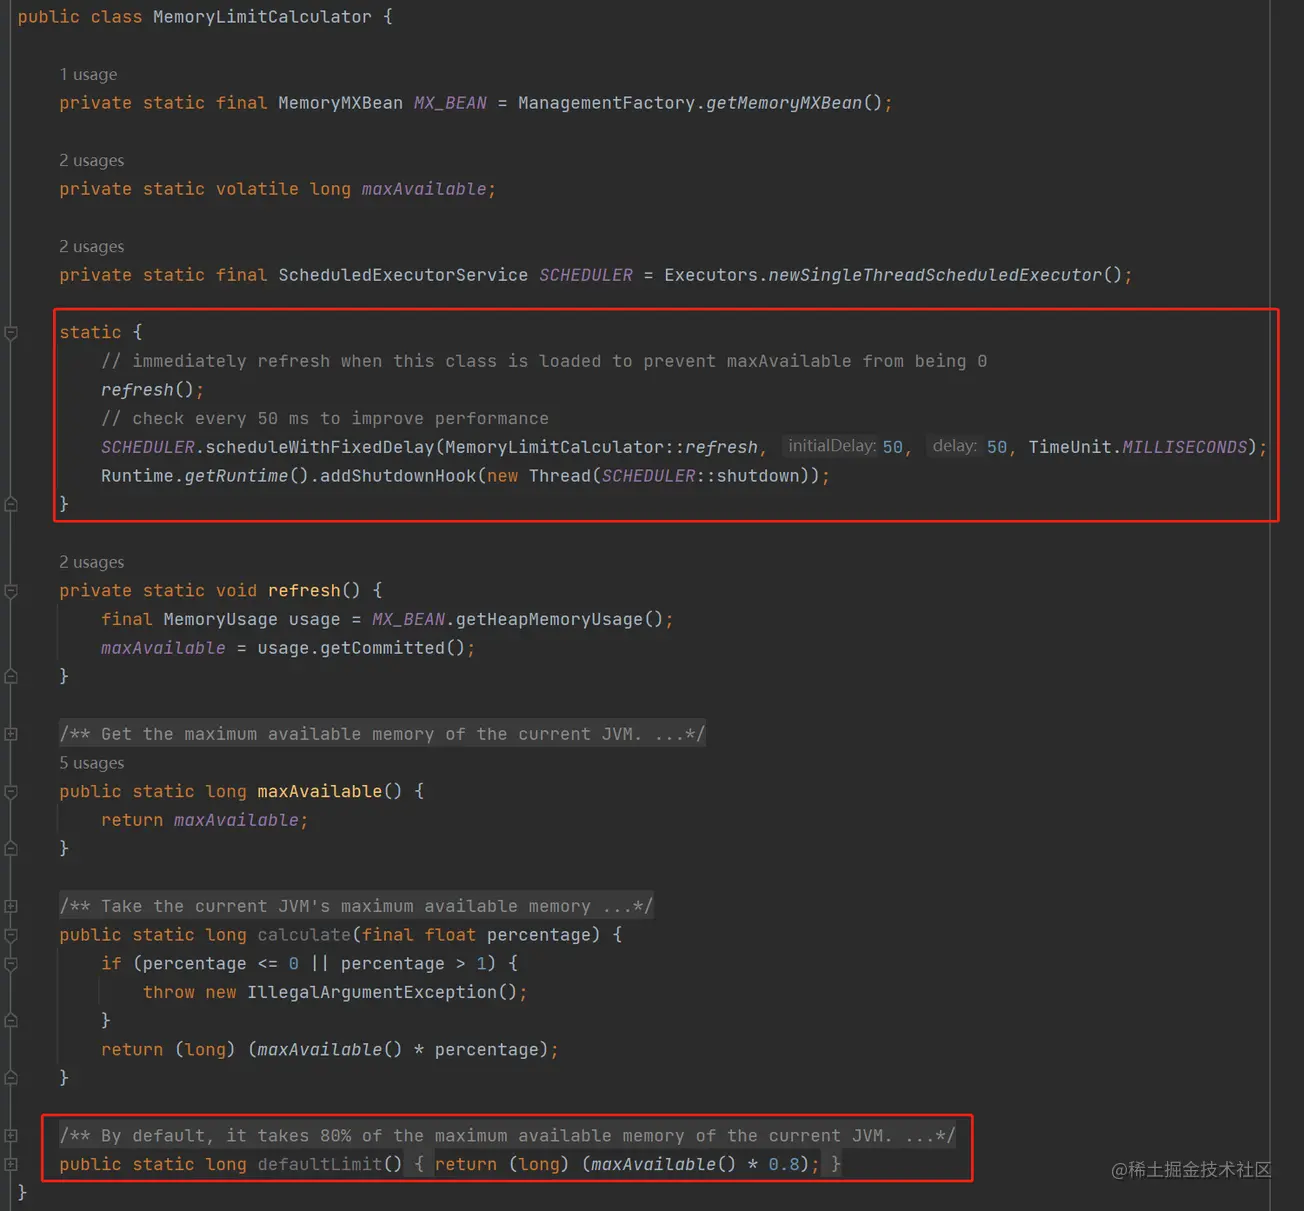 public class MemoryLimitCalculator {
1 usage
private static final MemoryMXBean MX_BEAN = ManagementFactory.getMemoryMXBean();
2 usages
private static volatile long maxAvailable;
2 usages
private static final ScheduledExecutorService SCHEDULER = Executors.newSingleThreadScheduledExecutor();
static {
// immediately refresh when this class is loaded to prevent maxAvailable from being 0
refresh();
// check every 50 ms to improve performance
SCHEDULER.scheduleWithFixedDelay(MemoryLimitCalculator::refresh, initialDelay: 50, delay: 50, TimeUnit.MILLISECONDS);
Runtime.getRuntime().addShutdownHook(new Thread(SCHEDULER::shutdown));
}
2 usages
private static void refresh() {
final MemoryUsage usage = MX_BEAN.getHeapMemoryUsage();
maxAvailable = usage.getCommitted();
}
/** Get the maximum available memory of the current JVM. ...*/
5 usages
public static long maxAvailable() {
return maxAvailable;
}
/** Take the current JVM's maximum available memory ...*/
public static long calculate(final float percentage) {
if (percentage <= 0 || percentage > 1) {
throw new IllegalArgumentException();
}
return (long) (maxAvailable() * percentage);
}
/** By default, it takes 80% of the maximum available memory of the current JVM. ...*/
public static long defaultLimit() { return (long) (maxAvailable() * 0.8); }
@稀土掘金技术社区
}